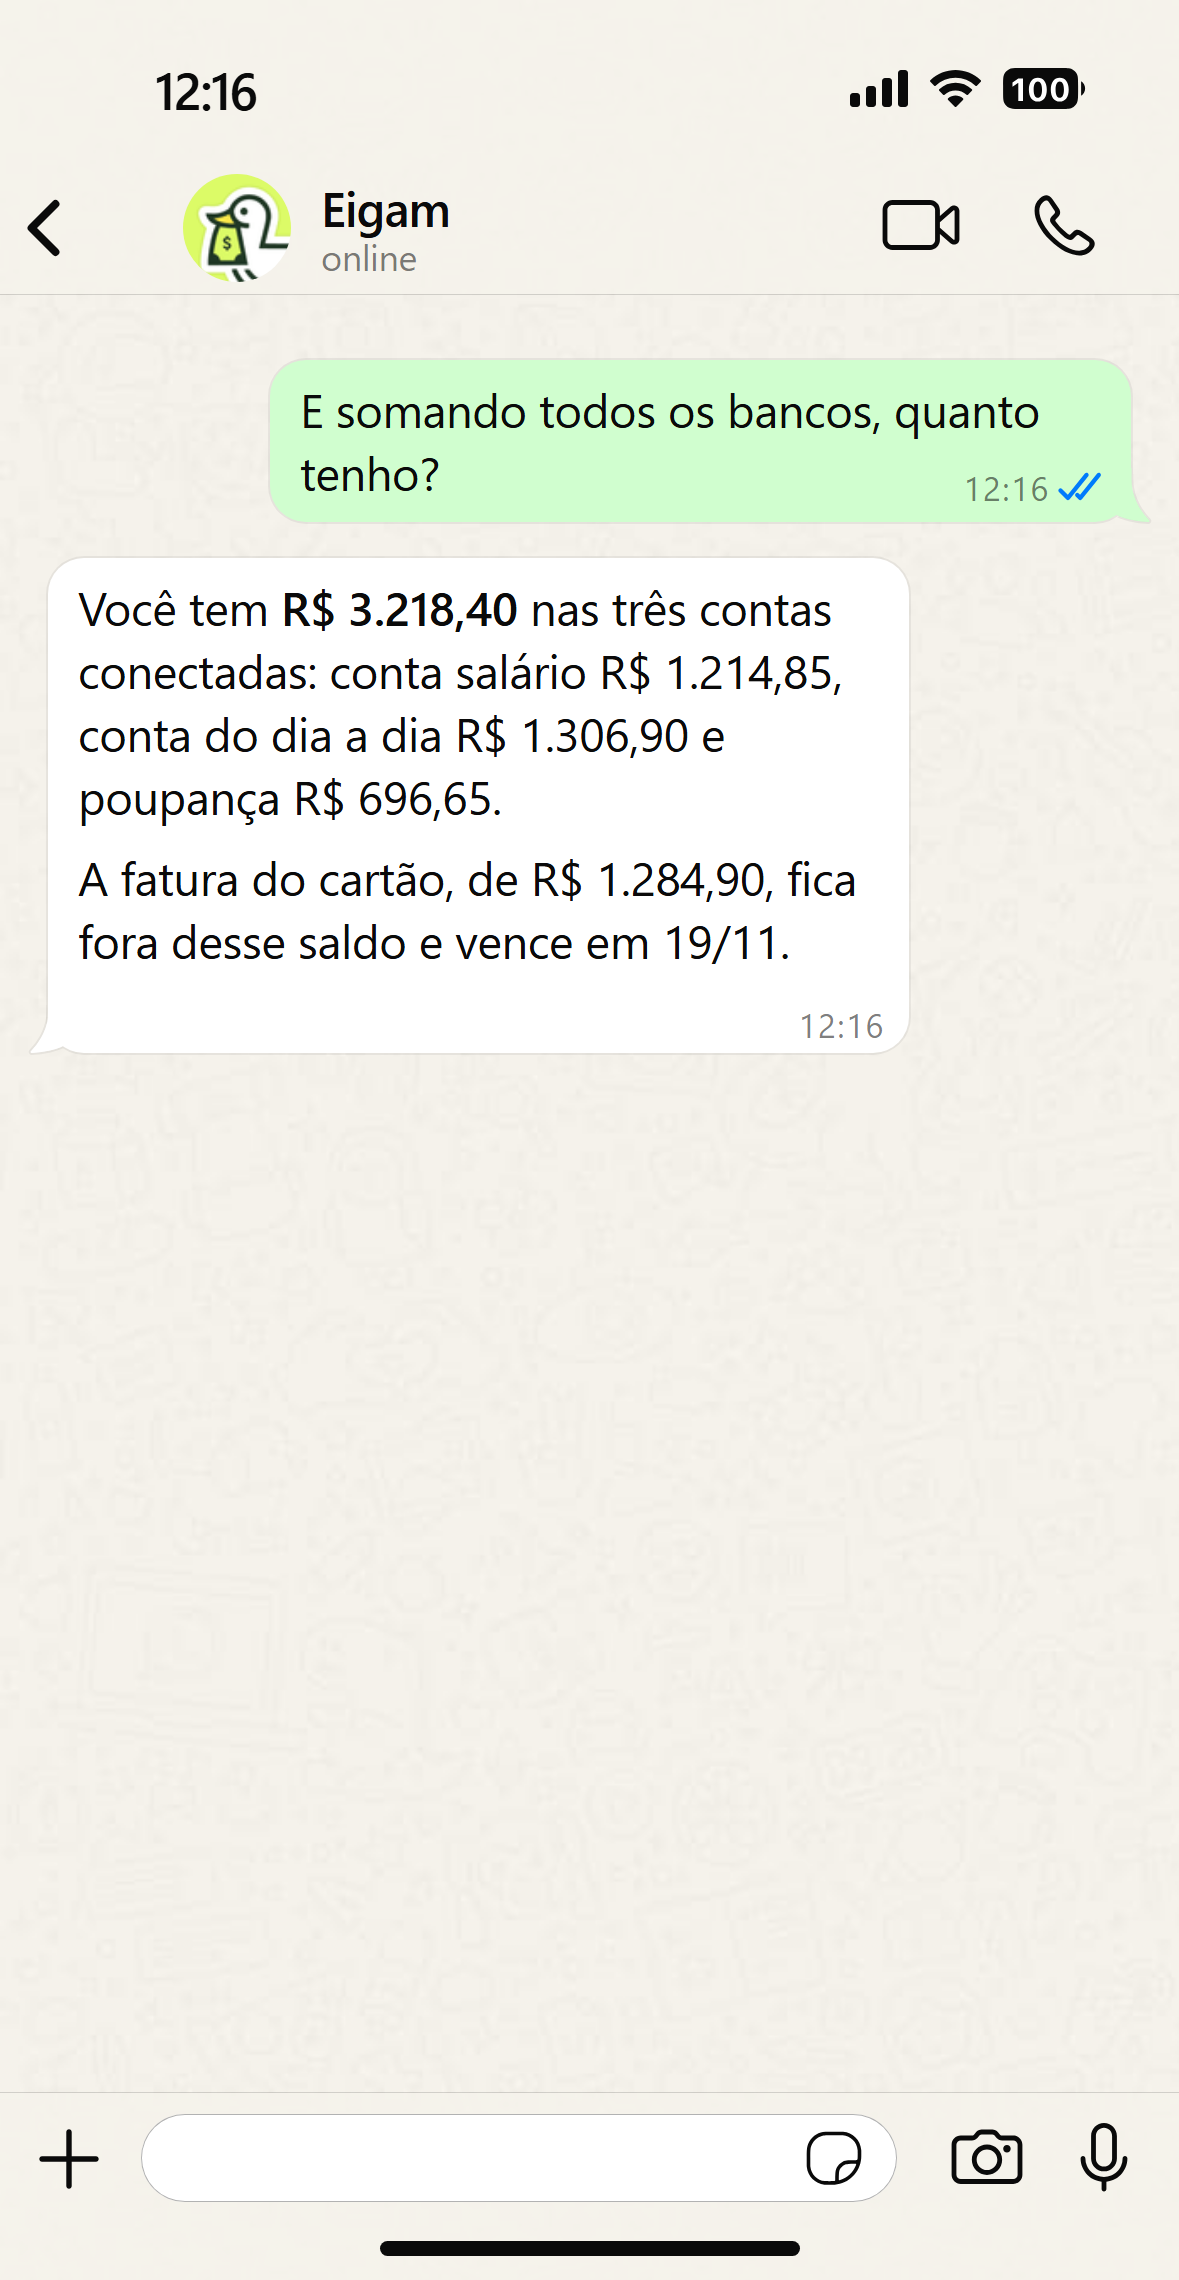 12:16
100
Eigam
online
$
E somando todos os bancos, quanto
tenho?
12:16
Você tem R$ 3.218,40 nas três contas
conectadas: conta salário R$ 1.214,85,
conta do dia a dia R$ 1.306,90 e
poupança R$ 696,65.
A fatura do cartão, de R$ 1.284,90, fica
fora desse saldo e vence em 19/11.
12:16